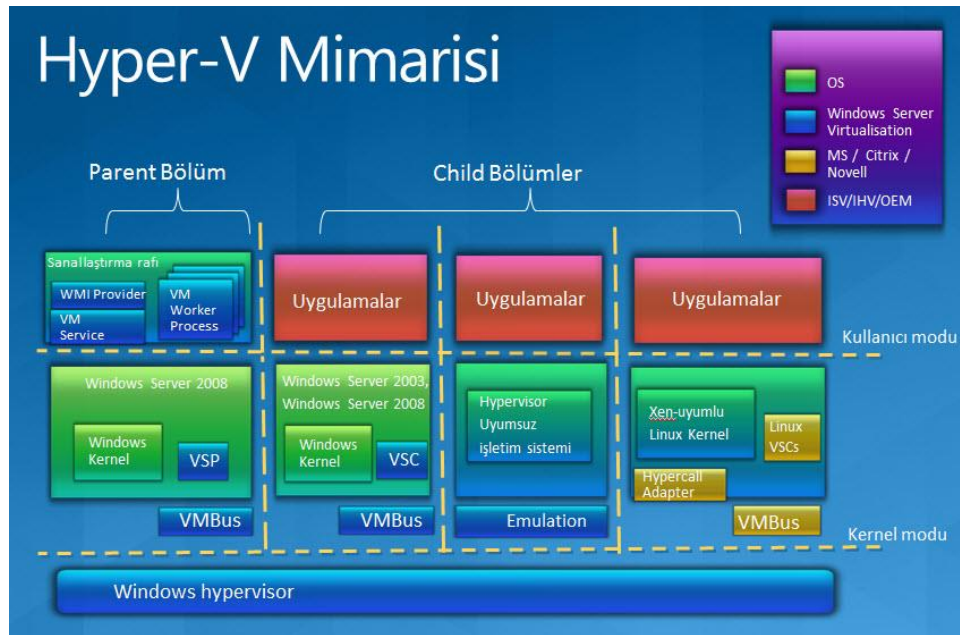 Hyper-V Mimarisi
OS
Windows Server
Virtualisation
MS / Citrix /
Novell
ISV/IHV/OEM
Parent Bölüm
Child Bölümler
Sanallaştırma rafı
WMI Provider
VM
Service
VM
Worker
Process
Uygulamalar
Uygulamalar
Uygulamalar
Kullanıcı modu
Windows Server 2008
Windows
Kernel
VSP
VMBus
Windows Server 2003,
Windows Server 2008
Windows
Kernel
VSC
VMBus
Hypervisor
Uyumsuz
işletim sistemi
Emulation
Xen-uyumlu
Linux Kernel
Linux
VSCs
Hypercall
Adapter
VMBus
Kernel modu
Windows hypervisor